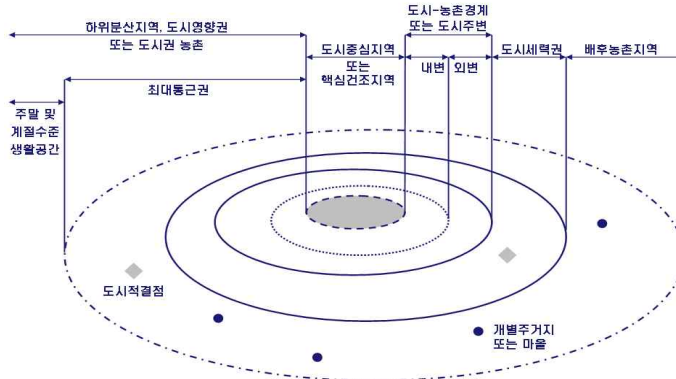 하위분산지역, 도시영향권
또는 도시권 농촌
도시-농촌경계
또는 도시주변
도시중심지역
또는
핵심건조지역
내변
외변
도시세력권
배후농촌지역
최대통근권
주말 및
계절수준
생활공간
도시적결점
개별주거지
또는 마을